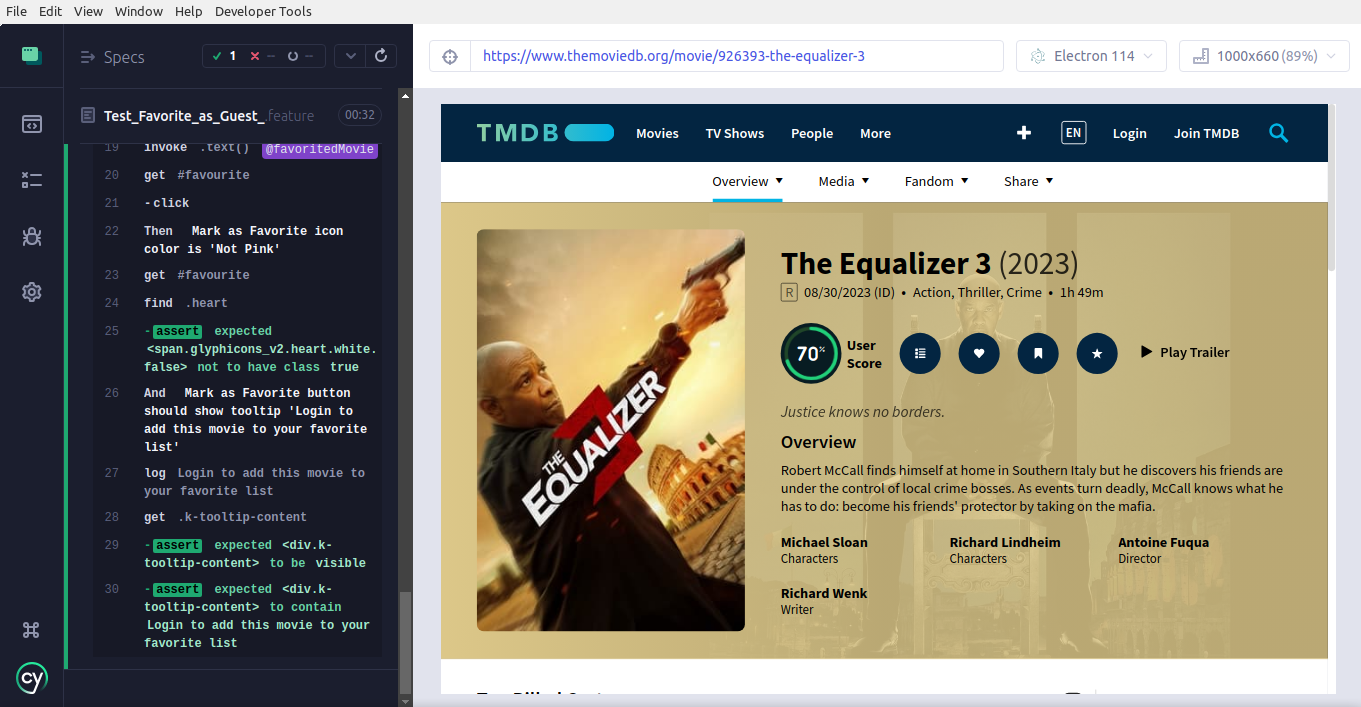 File Edit View Window Help Developer Tools
Specs
1 -- --
https://www.themoviedb.org/movie/926393-the-equalizer-3
Electron 114
1000x660 (89%)
Test_Favorite_as_Guest_.feature 00:32
19 invoke .text() @favoritedMovie
20 get #favourite
21 -click
22 Then Mark as Favorite icon
color is 'Not Pink'
23 get #favourite
24 find .heart
25 -assert expected
<span.glyphicons_v2.heart.white.
false> not to have class true
26 And Mark as Favorite button
should show tooltip 'Login to
add this movie to your favorite
list'
27 log Login to add this movie to
your favorite list
28 get .k-tooltip-content
29 -assert expected <div.k-
tooltip-content> to be visible
30 -assert expected <div.k-
tooltip-content> to contain
Login to add this movie to your
favorite list
cy
TMDB Movies TV Shows People More EN Login Join TMDB
Overview Media Fandom Share
THE
EQUALIZER
3
The Equalizer 3 (2023)
R 08/30/2023 (ID) • Action, Thriller, Crime • 1h 49m
70% User
Score
Play Trailer
Justice knows no borders.
Overview
Robert McCall finds himself at home in Southern Italy but he discovers his friends are
under the control of local crime bosses. As events turn deadly, McCall knows what he
has to do: become his friends' protector by taking on the mafia.
Michael Sloan Richard Lindheim Antoine Fuqua
Characters Characters Director
Richard Wenk
Writer